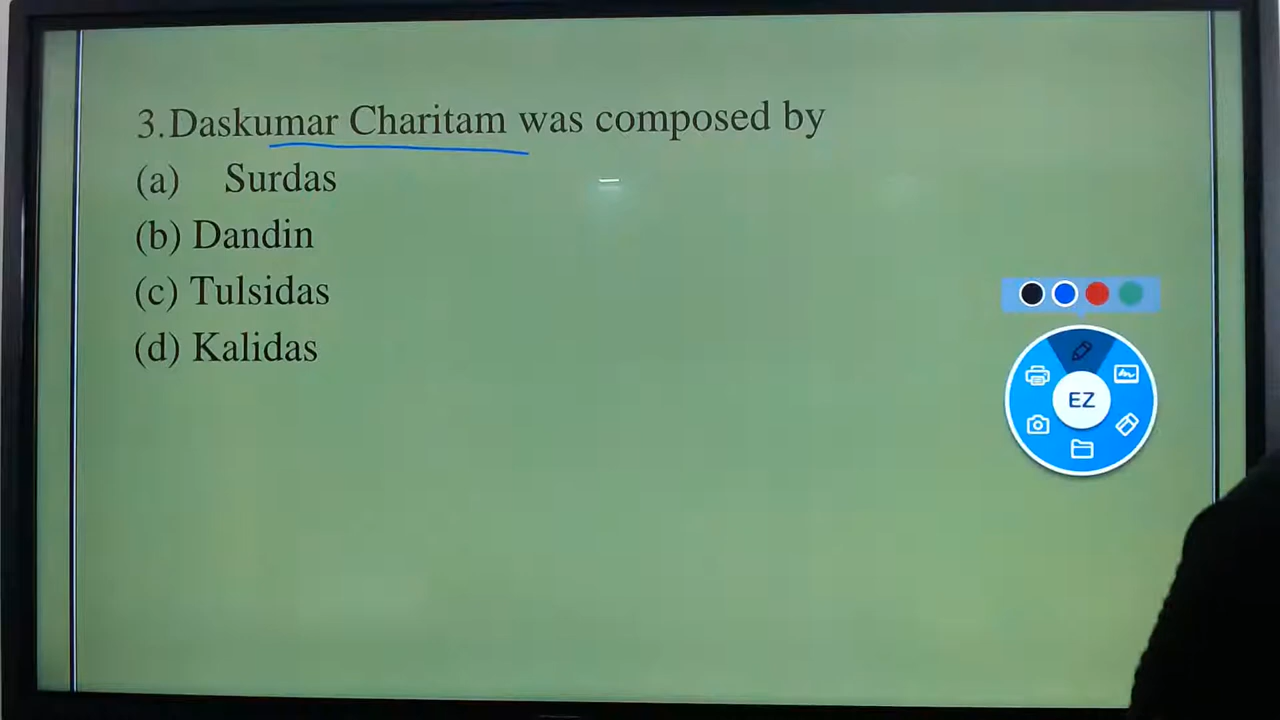 3.Daskumar Charitam was composed by
(a) Surdas
(b) Dandin
(c) Tulsidas
(d) Kalidas
EZ